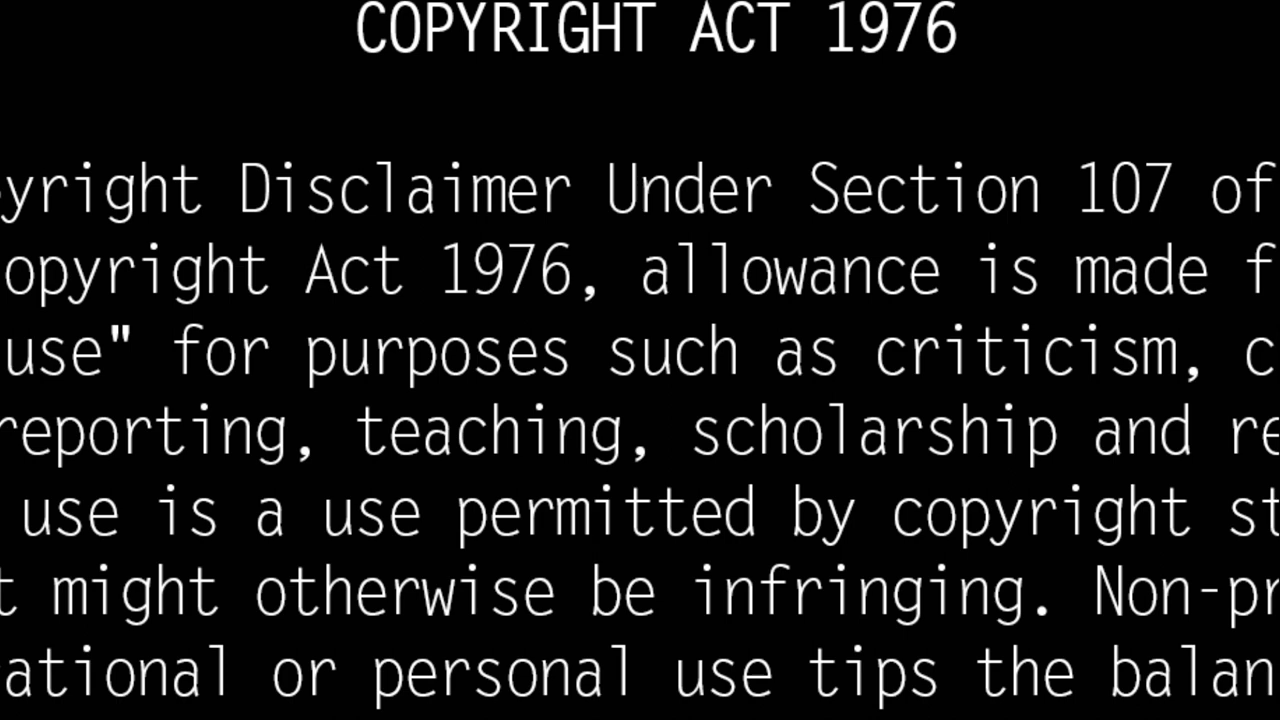 COPYRIGHT ACT 1976
yright Disclaimer Under Section 107 of
opyright Act 1976, allowance is made f
use" for purposes such as criticism, c
reporting, teaching, scholarship and re
use is a use permitted by copyright st
t might otherwise be infringing. Non-pr
ational or personal use tips the balan